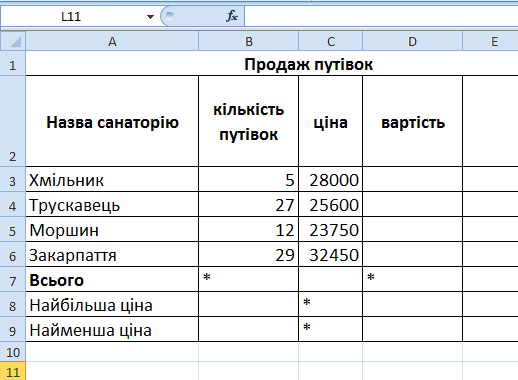 L11 fx
A B C D E
1 Продаж путівок
2 Назва санаторію кількість путівок ціна вартість
3 Хмільник 5 28000
4 Трускавець 27 25600
5 Моршин 12 23750
6 Закарпаття 29 32450
7 Всього * *
8 Найбільша ціна *
9 Найменша ціна *
10
11